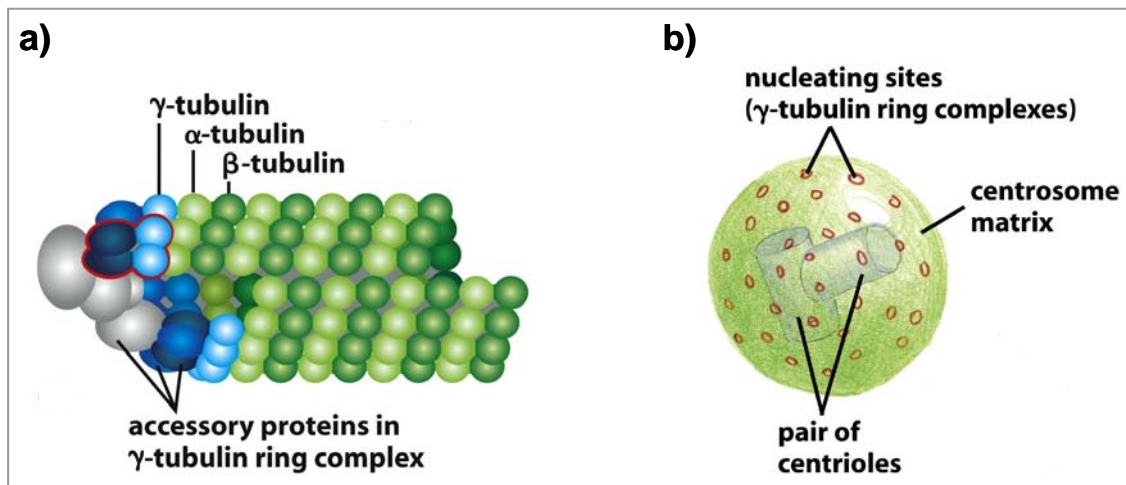 a)
γ-tubulin
α-tubulin
β-tubulin
accessory proteins in
γ-tubulin ring complex
b)
nucleating sites
(γ-tubulin ring complexes)
centrosome
matrix
pair of
centrioles